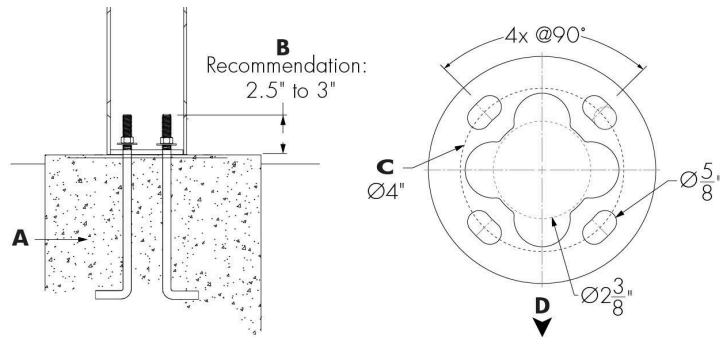 B
Recommendation:
2.5" to 3"
A
4x @90°
C
Ø4"
Ø5/8"
Ø2 3/8"
D